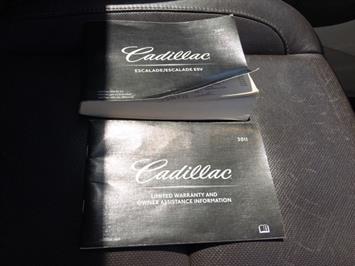 Cadillac
ESCALADE/ESCALADE ESV
2011
Cadillac
LIMITED WARRANTY AND
OWNER ASSISTANCE INFORMATION